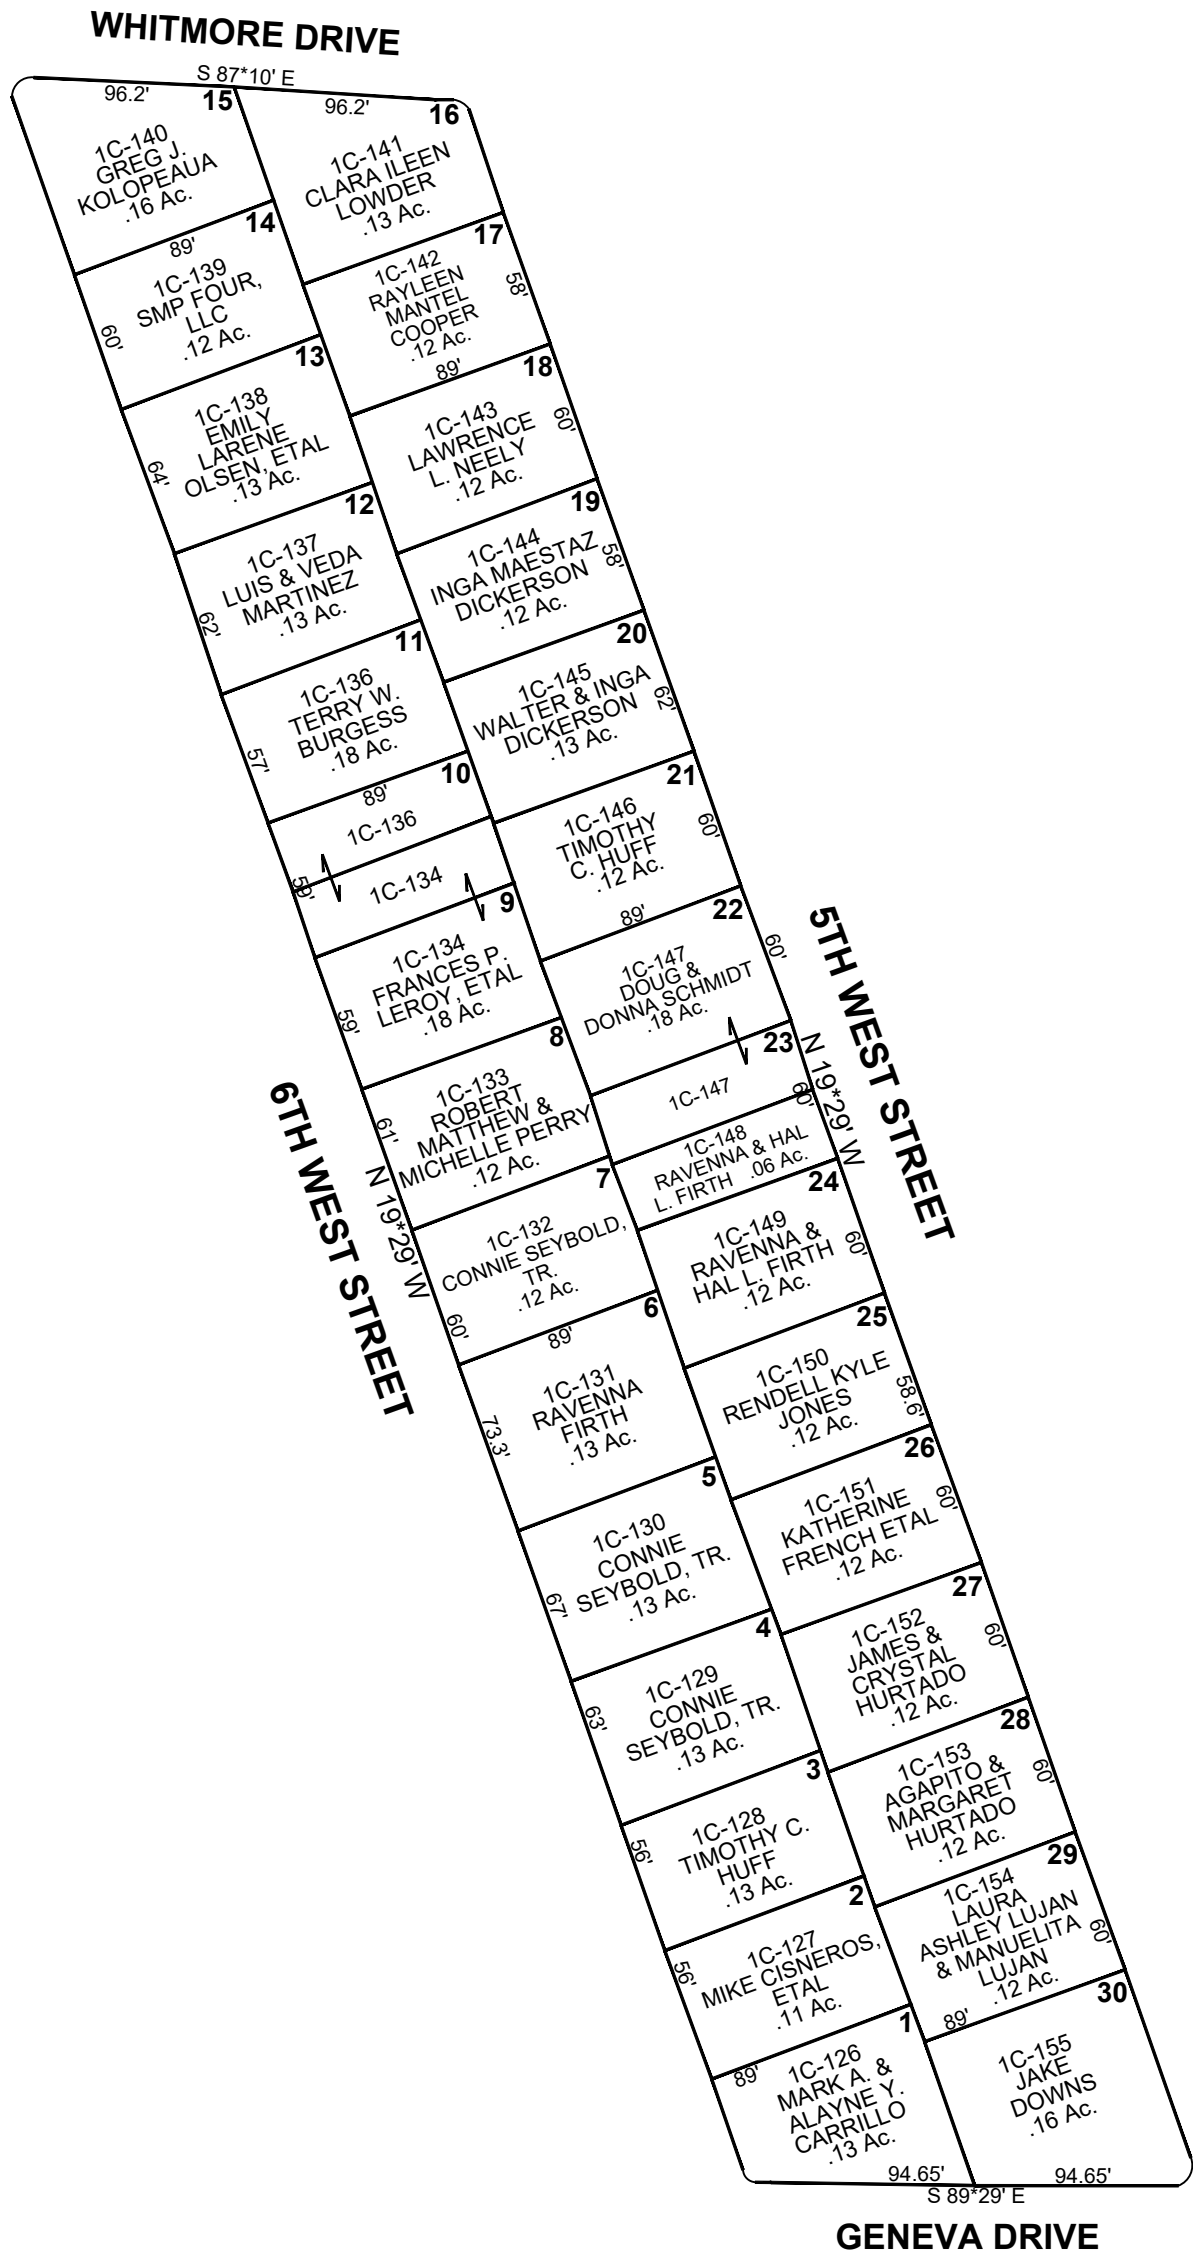 WHITMORE DRIVE
S 87*10' E
96.2'
15
1C-140
GREG J.
KOLOPEAUA
.16 Ac.
96.2'
16
1C-141
CLARA ILEEN
LOWDER
.13 Ac.
14
89'
1C-139
SMP FOUR,
LLC
.12 Ac.
60'
17
1C-142
RAYLEEN
MANTEL
COOPER
.12 Ac.
58'
89'
13
1C-138
EMILY
LARENE
OLSEN, ETAL
.13 Ac.
64'
18
1C-143
LAWRENCE
L. NEELY
.12 Ac.
60'
12
1C-137
LUIS & VEDA
MARTINEZ
.13 Ac.
62'
19
1C-144
INGA MAESTAZ
DICKERSON
.12 Ac.
58'
11
1C-136
TERRY W.
BURGESS
.18 Ac.
57'
20
1C-145
WALTER & INGA
DICKERSON
.13 Ac.
62'
10
89'
1C-136
59'
1C-134
21
1C-146
TIMOTHY
C. HUFF
.12 Ac.
60'
89'
9
1C-134
FRANCES P.
LEROY, ETAL
.18 Ac.
59'
22
1C-147
DOUG &
DONNA SCHMIDT
.18 Ac.
60'
5TH WEST STREET
N 19*29' W
8
1C-133
ROBERT
MATTHEW &
MICHELLE PERRY
.12 Ac.
61'
23
1C-147
60'
1C-148
RAVENNA & HAL
L. FIRTH .06 Ac.
6TH WEST STREET
N 19*29' W
7
1C-132
CONNIE SEYBOLD,
TR.
.12 Ac.
60'
24
1C-149
RAVENNA &
HAL L. FIRTH
.12 Ac.
60'
6
89'
1C-131
RAVENNA
FIRTH
.13 Ac.
73.3'
25
1C-150
RENDELL KYLE
JONES
.12 Ac.
58.6'
5
1C-130
CONNIE
SEYBOLD, TR.
.13 Ac.
67'
26
1C-151
KATHERINE
FRENCH ETAL
.12 Ac.
60'
4
1C-129
CONNIE
SEYBOLD, TR.
.13 Ac.
63'
27
1C-152
JAMES &
CRYSTAL
HURTADO
.12 Ac.
60'
3
1C-128
TIMOTHY C.
HUFF
.13 Ac.
56'
28
1C-153
AGAPITO &
MARGARET
HURTADO
.12 Ac.
60'
2
1C-127
MIKE CISNEROS,
ETAL
.11 Ac.
56'
29
1C-154
LAURA
ASHLEY LUJAN
& MANUELITA
LUJAN
.12 Ac.
60'
89'
1
89'
1C-126
MARK A. &
ALAYNE Y.
CARRILLO
.13 Ac.
94.65'
30
1C-155
JAKE
DOWNS
.16 Ac.
94.65'
S 89*29' E
GENEVA DRIVE